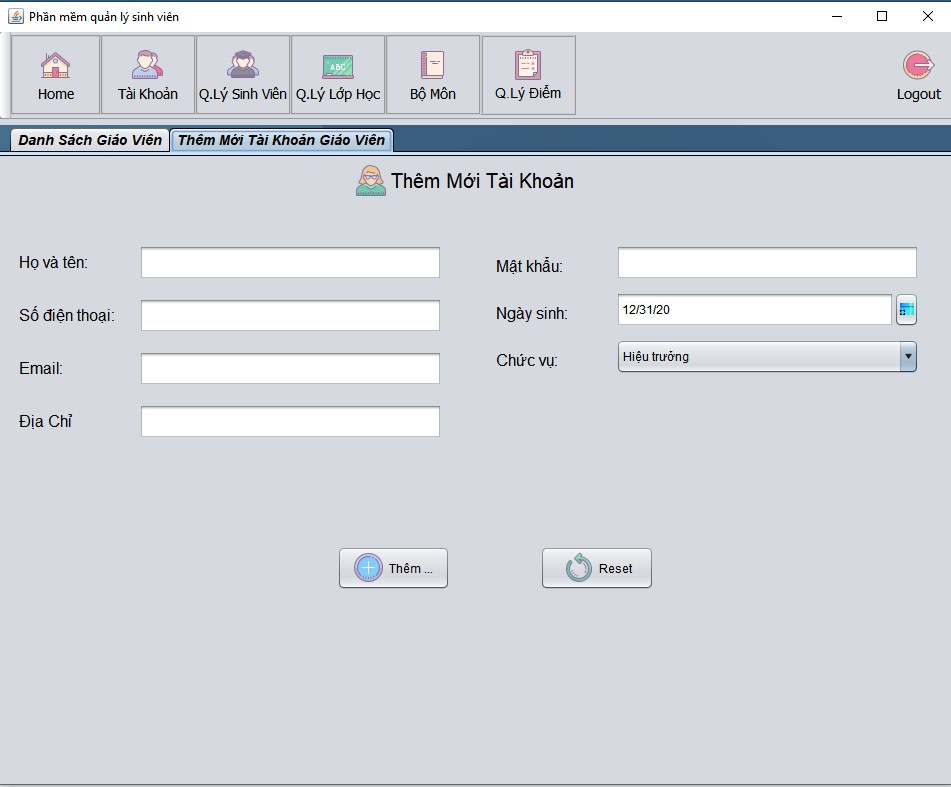 Phần mềm quản lý sinh viên
Home
Tài Khoản
Q.Lý Sinh Viên
Q.Lý Lớp Học
ABC
Bộ Môn
Q.Lý Điểm
Logout
Danh Sách Giáo Viên
Thêm Mới Tài Khoản Giáo Viên
Thêm Mới Tài Khoản
Họ và tên:
Mật khẩu:
Số điện thoại:
Ngày sinh:
12/31/20
Email:
Chức vụ:
Hiệu trưởng
Địa Chỉ
Thêm ...
Reset